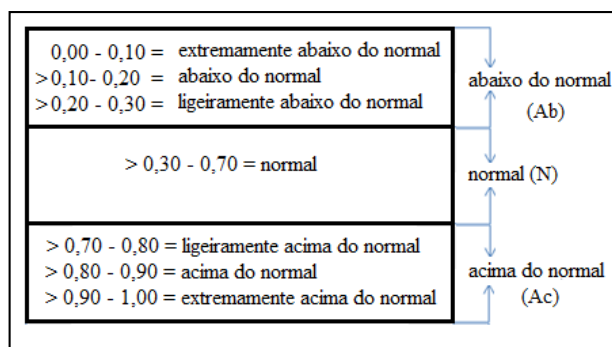 0,00 - 0,10 = extremamente abaixo do normal
>0,10- 0,20 = abaixo do normal
>0,20 - 0,30 = ligeiramente abaixo do normal
abaixo do normal
(Ab)
> 0,30 - 0,70 = normal
normal (N)
> 0,70 - 0,80 = ligeiramente acima do normal
> 0,80 - 0,90 = acima do normal
> 0,90 - 1,00 = extremamente acima do normal
acima do normal
(Ac)